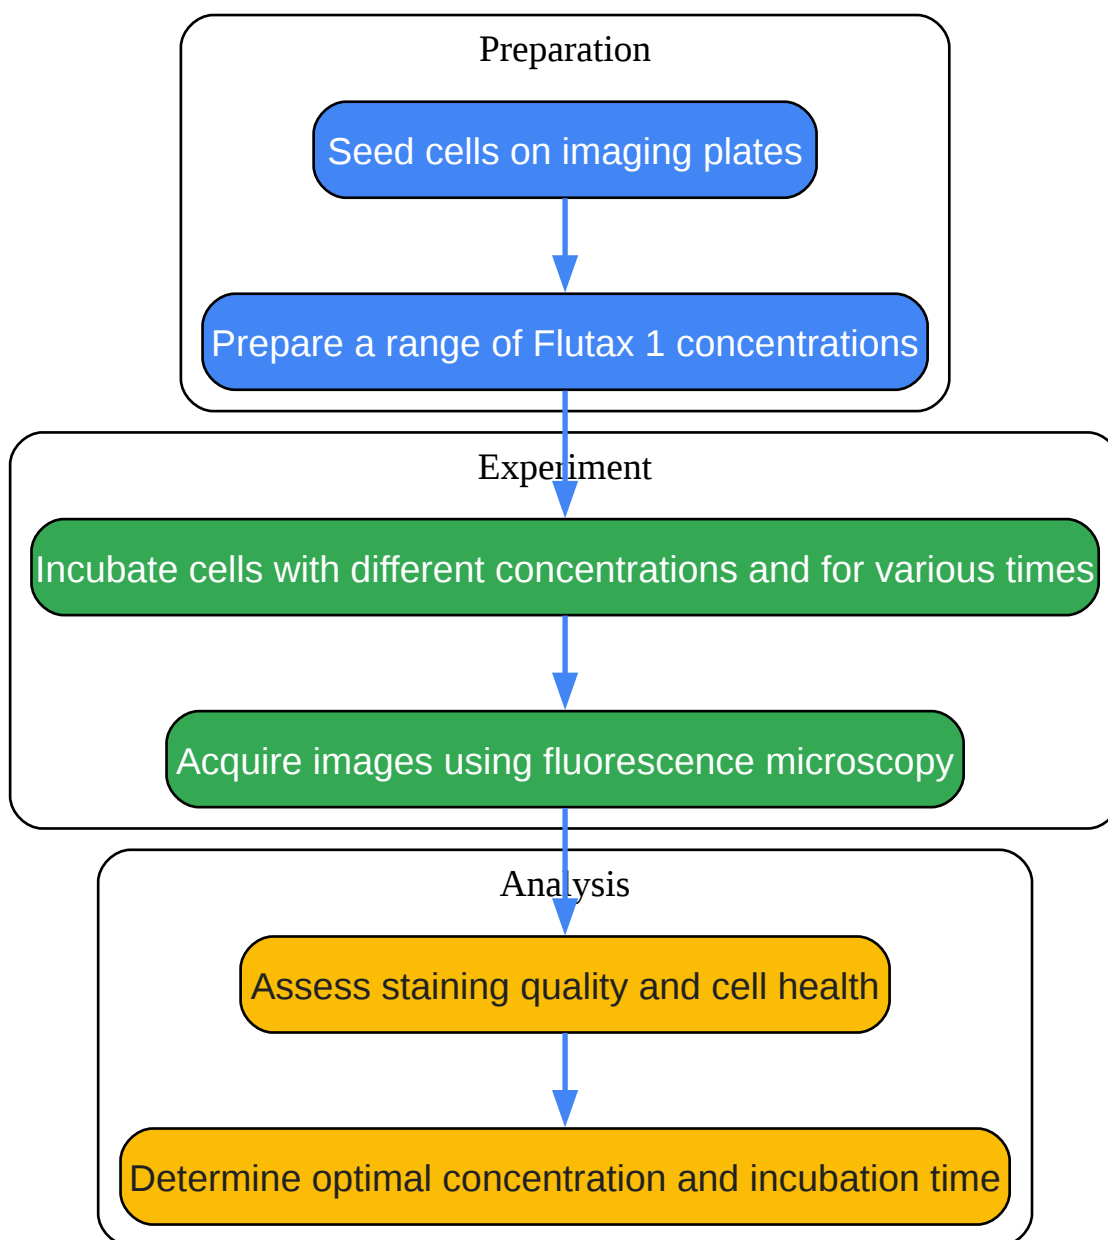 Preparation
Seed cells on imaging plates
Prepare a range of Flutax 1 concentrations
Experiment
Incubate cells with different concentrations and for various times
Acquire images using fluorescence microscopy
Analysis
Assess staining quality and cell health
Determine optimal concentration and incubation time